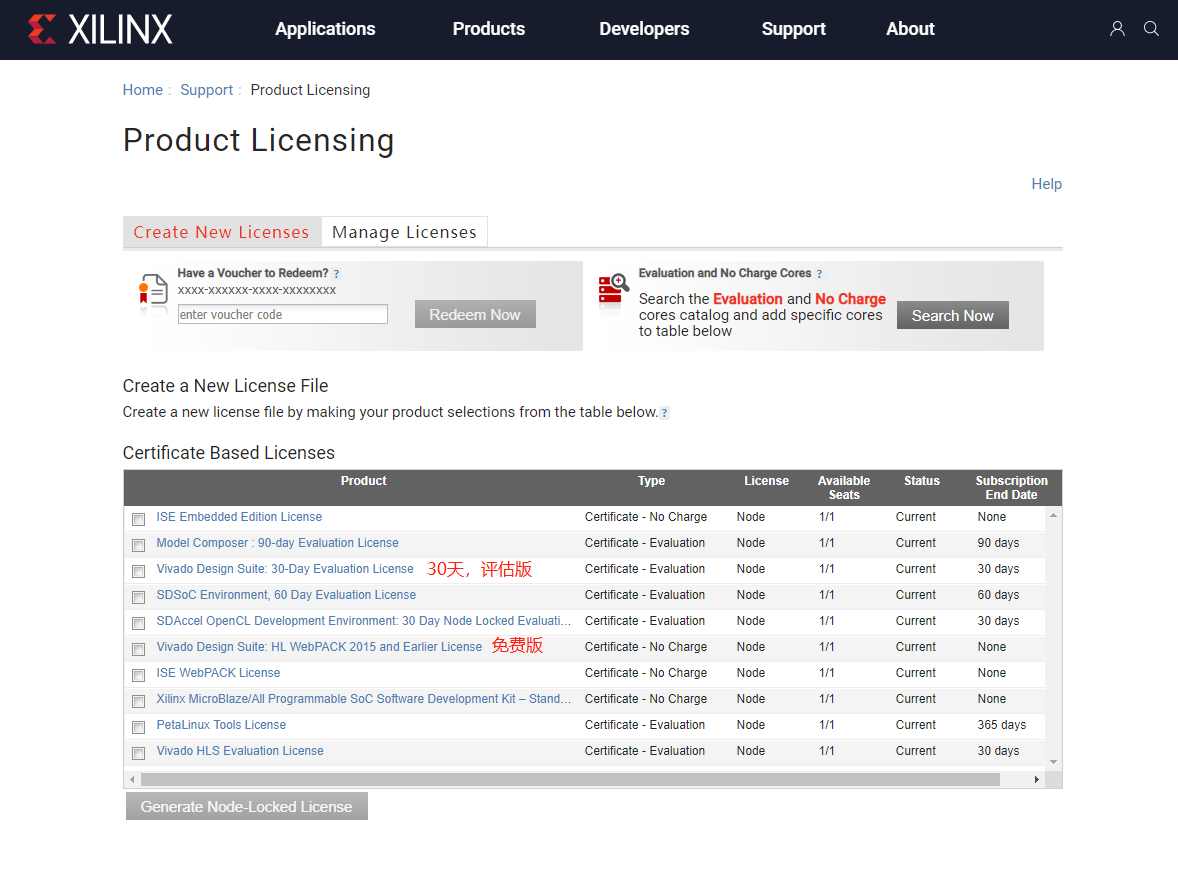 XILINX
Applications Products Developers Support About
Home : Support : Product Licensing
Product Licensing
Help
Create New Licenses Manage Licenses
Have a Voucher to Redeem? ?
xxxx-xxxxxx-xxxx-xxxxxxxx
enter voucher code
Redeem Now
Evaluation and No Charge Cores ?
Search the Evaluation and No Charge
cores catalog and add specific cores
to table below
Search Now
Create a New License File
Create a new license file by making your product selections from the table below. ?
Certificate Based Licenses
Product Type License Available Seats Status Subscription End Date
ISE Embedded Edition License Certificate - No Charge Node 1/1 Current None
Model Composer : 90-day Evaluation License Certificate - Evaluation Node 1/1 Current 90 days
Vivado Design Suite: 30-Day Evaluation License 30天，评估版 Certificate - Evaluation Node 1/1 Current 30 days
SDSoC Environment, 60 Day Evaluation License Certificate - Evaluation Node 1/1 Current 60 days
SDAccel OpenCL Development Environment: 30 Day Node Locked Evaluati... Certificate - Evaluation Node 1/1 Current 30 days
Vivado Design Suite: HL WebPACK 2015 and Earlier License 免费版 Certificate - No Charge Node 1/1 Current None
ISE WebPACK License Certificate - No Charge Node 1/1 Current None
Xilinx MicroBlaze/All Programmable SoC Software Development Kit – Stand... Certificate - No Charge Node 1/1 Current None
PetaLinux Tools License Certificate - Evaluation Node 1/1 Current 365 days
Vivado HLS Evaluation License Certificate - Evaluation Node 1/1 Current 30 days
Generate Node-Locked License